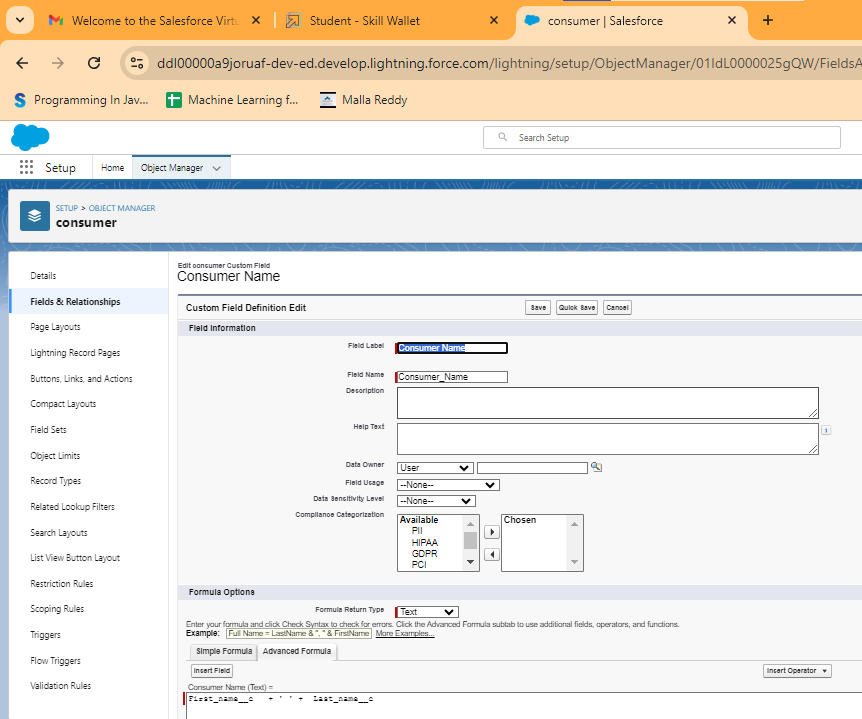 Welcome to the Salesforce Virtu
Student - Skill Wallet
consumer | Salesforce
ddl00000a9joruaf-dev-ed.develop.lightning.force.com/lightning/setup/ObjectManager/01IdL0000025gQW/FieldsA
Programming In Jav...
Machine Learning f...
Malla Reddy
Search Setup
Setup
Home
Object Manager
SETUP > OBJECT MANAGER
consumer
Details
Fields & Relationships
Page Layouts
Lightning Record Pages
Buttons, Links, and Actions
Compact Layouts
Field Sets
Object Limits
Record Types
Related Lookup Filters
Search Layouts
List View Button Layout
Restriction Rules
Scoping Rules
Triggers
Flow Triggers
Validation Rules
Edit consumer Custom Field
Consumer Name
Custom Field Definition Edit
Save
Quick Save
Cancel
Field Information
Field Label
Consumer Name
Field Name
Consumer_Name
Description
Help Text
i
Data Owner
User
Field Usage
--None--
Data Sensitivity Level
--None--
Compliance Categorization
Available
PII
HIPAA
GDPR
PCI
Chosen
Formula Options
Formula Return Type
Text
Enter your formula and click Check Syntax to check for errors. Click the Advanced Formula subtab to use additional fields, operators, and functions.
Example: Full Name = LastName & ", " & FirstName More Examples...
Simple Formula
Advanced Formula
Insert Field
Insert Operator
Consumer Name (Text) =
First_name__c + ' ' + Last_name__c